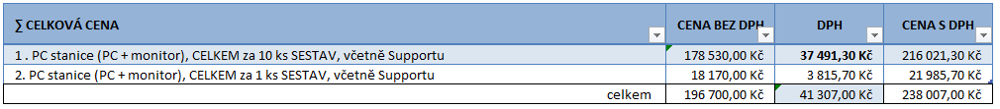 ∑ CELKOVÁ CENA CENA BEZ DPH DPH CENA S DPH
1 . PC stanice (PC + monitor), CELKEM za 10 ks SESTAV, včetně Supportu 178 530,00 Kč 37 491,30 Kč 216 021,30 Kč
2. PC stanice (PC + monitor), CELKEM za 1 ks SESTAV, včetně Supportu 18 170,00 Kč 3 815,70 Kč 21 985,70 Kč
celkem 196 700,00 Kč 41 307,00 Kč 238 007,00 Kč